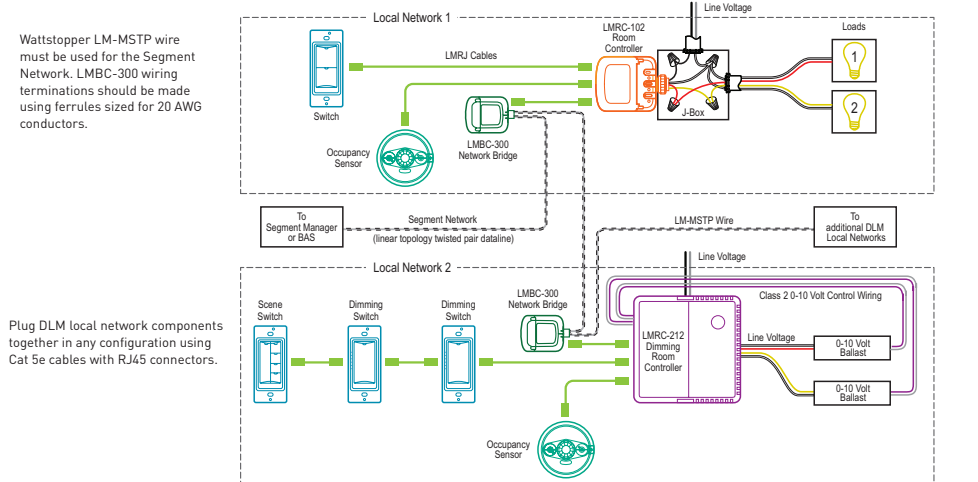 Wattstopper LM-MSTP wire
must be used for the Segment
Network. LMBC-300 wiring
terminations should be made
using ferrules sized for 20 AWG
conductors.
Local Network 1
Line Voltage
LMRC-102
Room
Controller
Loads
LMRJ Cables
1
2
Switch
J-Box
LMBC-300
Network Bridge
Occupancy
Sensor
To
Segment Manager
or BAS
Segment Network
(linear topology twisted pair dataline)
LM-MSTP Wire
To
additional DLM
Local Networks
Plug DLM local network components
together in any configuration using
Cat 5e cables with RJ45 connectors.
Local Network 2
Line Voltage
Scene
Switch
Dimming
Switch
Dimming
Switch
LMBC-300
Network Bridge
Class 2 0-10 Volt Control Wiring
LMRC-212
Dimming
Room
Controller
Line Voltage
0-10 Volt
Ballast
0-10 Volt
Ballast
Occupancy
Sensor